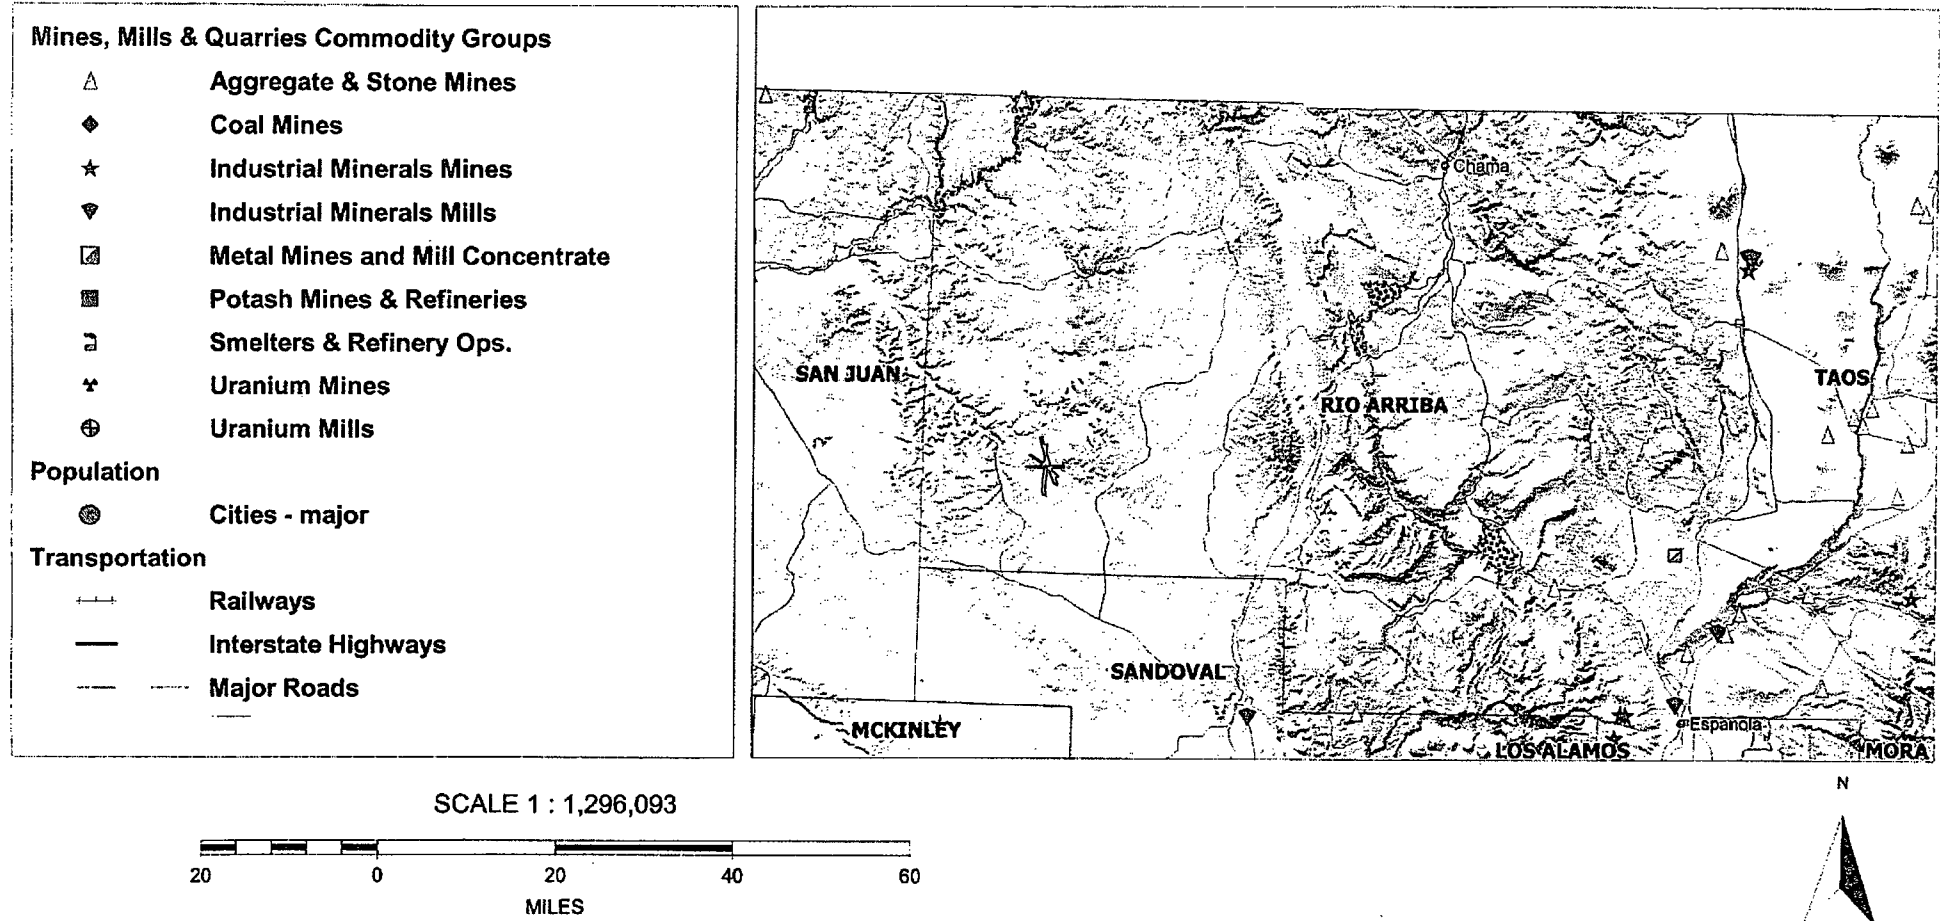 Mines, Mills & Quarries Commodity Groups
Aggregate & Stone Mines
Coal Mines
Industrial Minerals Mines
Industrial Minerals Mills
Metal Mines and Mill Concentrate
Potash Mines & Refineries
Smelters & Refinery Ops.
Uranium Mines
Uranium Mills
Population
Cities - major
Transportation
Railways
Interstate Highways
Major Roads
Chama
SAN JUAN
TAOS
RIO ARRIBA
SANDOVAL
MCKINLEY
Espanola
LOS ALAMOS
MORA
SCALE 1 : 1,296,093
20 0 20 40 60
MILES
N